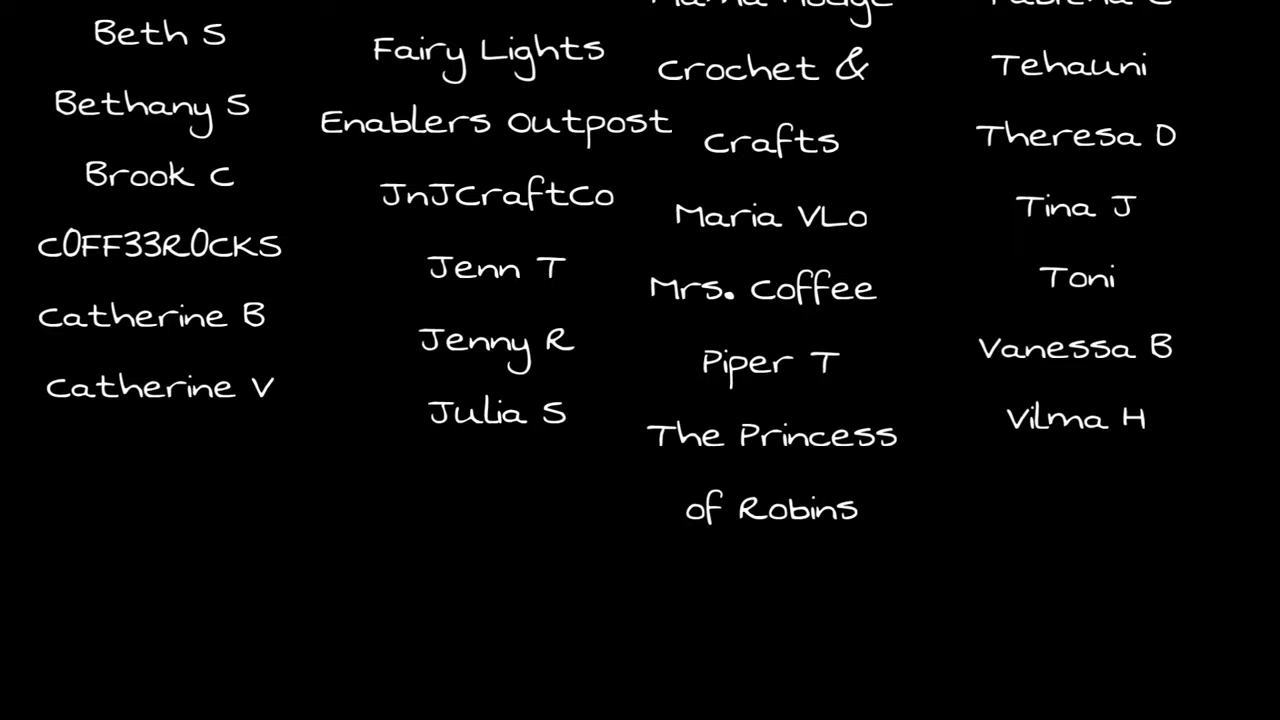 Beth S
Bethany S
Brook C
C0FF33R0CKS
Catherine B
Catherine V
Fairy Lights
Enablers Outpost
JnJCraftCo
Jenn T
Jenny R
Julia S
Crochet &
Crafts
Maria VLo
Mrs. Coffee
Piper T
The Princess
of Robins
Tehauni
Theresa D
Tina J
Toni
Vanessa B
Vilma H